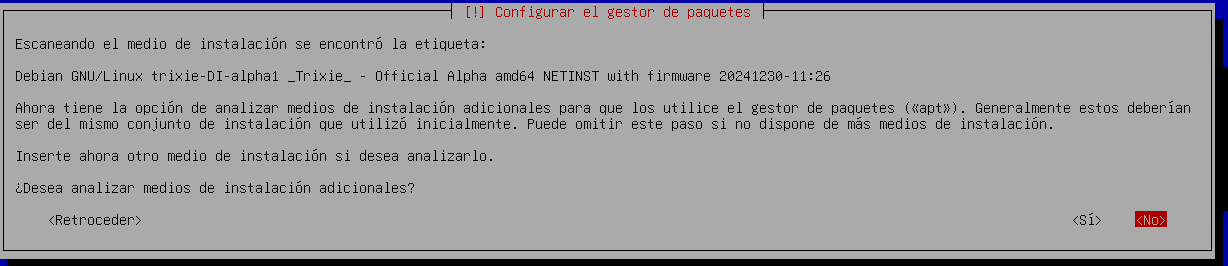 [!] Configurar el gestor de paquetes
Escaneando el medio de instalación se encontró la etiqueta:
Debian GNU/Linux trixie-DI-alpha1 _Trixie_ - Official Alpha amd64 NETINST with firmware 20241230-11:26
Ahora tiene la opción de analizar medios de instalación adicionales para que los utilice el gestor de paquetes («apt»). Generalmente estos deberían
ser del mismo conjunto de instalación que utilizó inicialmente. Puede omitir este paso si no dispone de más medios de instalación.
Inserte ahora otro medio de instalación si desea analizarlo.
¿Desea analizar medios de instalación adicionales?
<Retroceder> <Sí> <No>